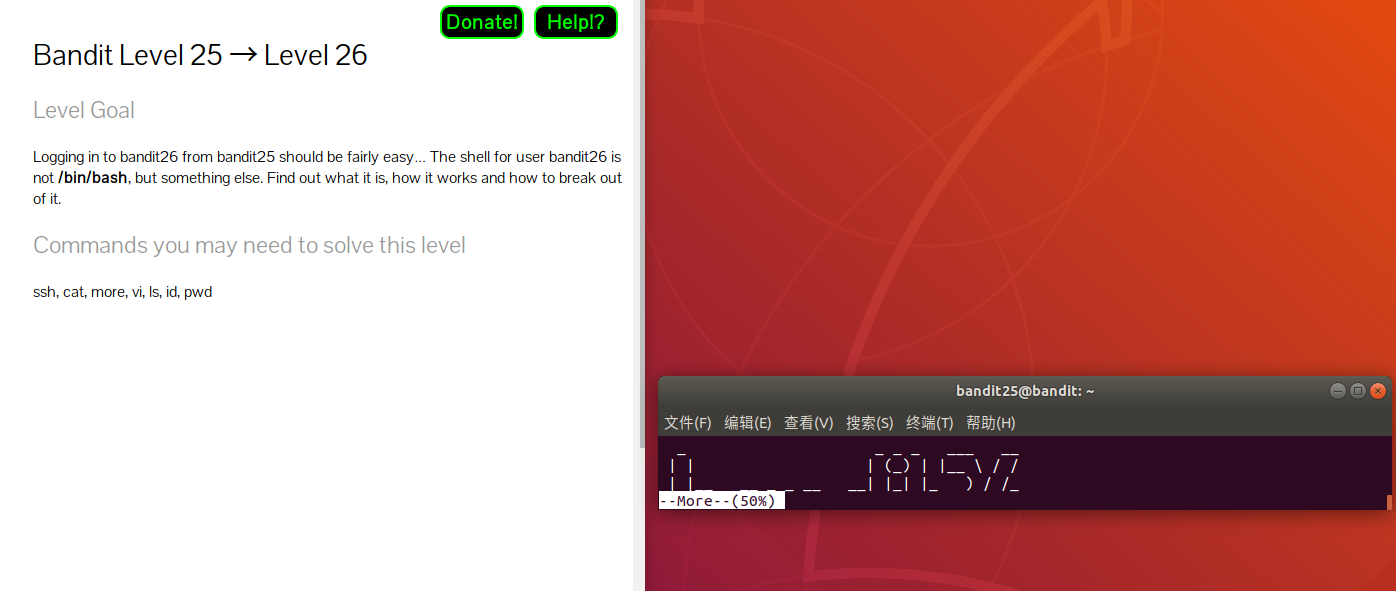 Donate! Help!?
Bandit Level 25 → Level 26
Level Goal
Logging in to bandit26 from bandit25 should be fairly easy... The shell for user bandit26 is
not /bin/bash, but something else. Find out what it is, how it works and how to break out
of it.
Commands you may need to solve this level
ssh, cat, more, vi, ls, id, pwd
bandit25@bandit: ~
文件(F) 编辑(E) 查看(V) 搜索(S) 终端(T) 帮助(H)
--More--(50%)